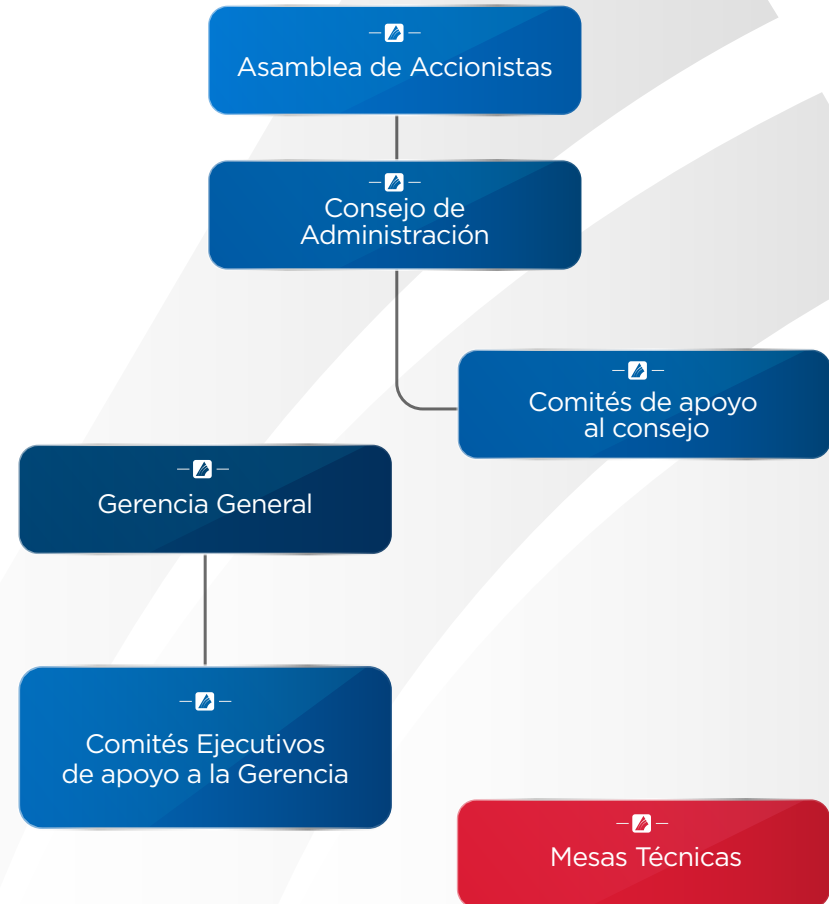 Asamblea de Accionistas
Consejo de
Administración
Comités de apoyo
al consejo
Gerencia General
Comités Ejecutivos
de apoyo a la Gerencia
Mesas Técnicas